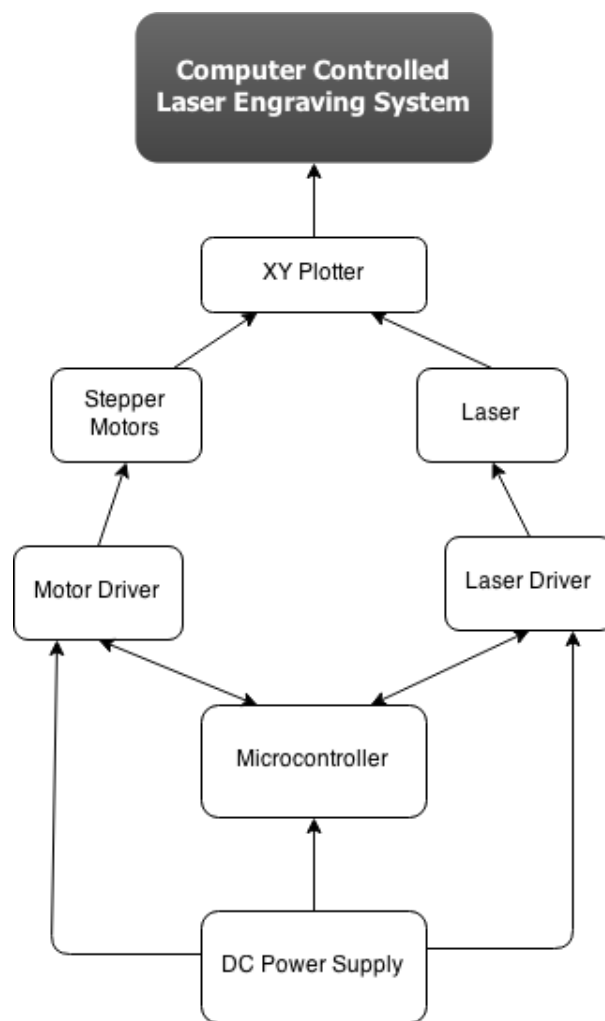 Computer Controlled
Laser Engraving System
XY Plotter
Stepper
Motors
Laser
Motor Driver
Laser Driver
Microcontroller
DC Power Supply